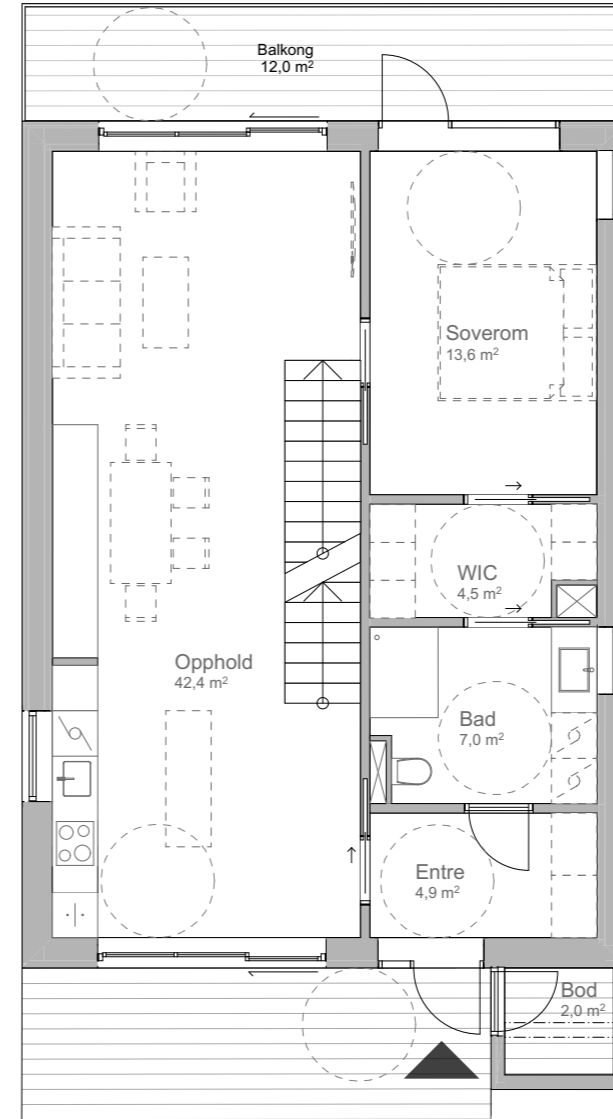 Balkong
12,0 m²
Soverom
13,6 m²
WIC
4,5 m²
Opphold
42,4 m²
Bad
7,0 m²
Entre
4,9 m²
Bod
2,0 m²